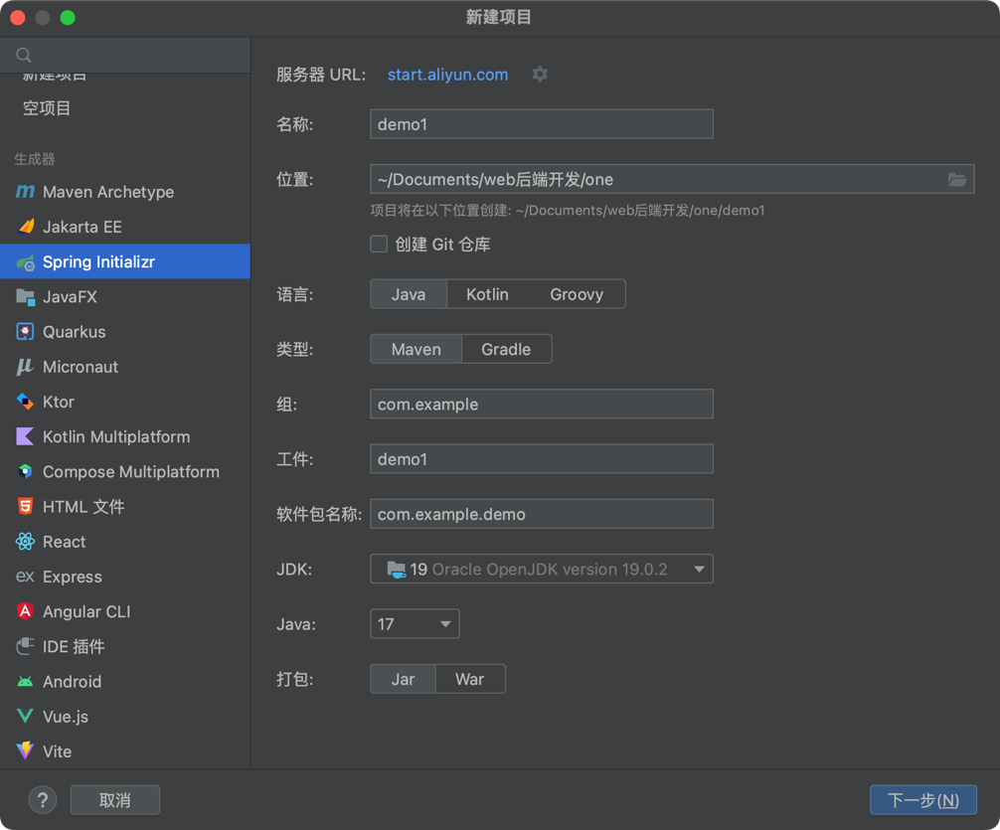 新建项目
新建项目
空项目
生成器
Maven Archetype
Jakarta EE
Spring Initializr
JavaFX
Quarkus
Micronaut
Ktor
Kotlin Multiplatform
Compose Multiplatform
HTML 文件
React
Express
Angular CLI
IDE 插件
Android
Vue.js
Vite
服务器 URL: start.aliyun.com
名称: demo1
位置: ~/Documents/web后端开发/one
项目将在以下位置创建: ~/Documents/web后端开发/one/demo1
创建 Git 仓库
语言: Java Kotlin Groovy
类型: Maven Gradle
组: com.example
工件: demo1
软件包名称: com.example.demo
JDK: 19 Oracle OpenJDK version 19.0.2
Java: 17
打包: Jar War
? 取消 下一步(N)